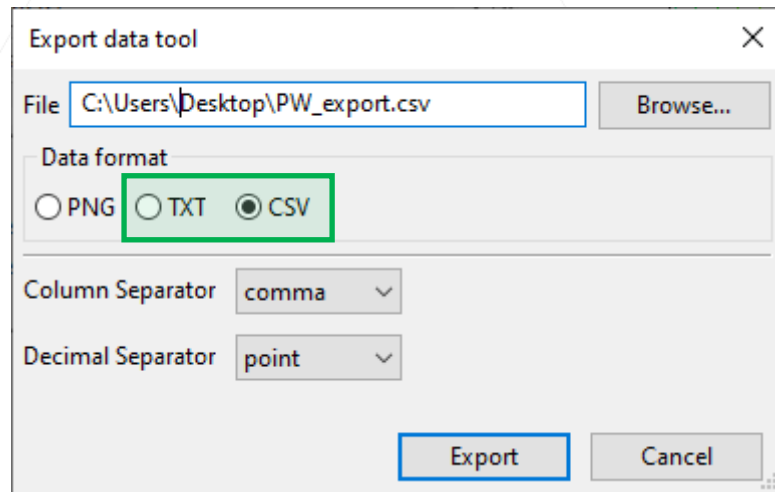 Export data tool
File C:\Users\Desktop\PW_export.csv Browse...
Data format
PNG TXT CSV
Column Separator comma
Decimal Separator point
Export Cancel